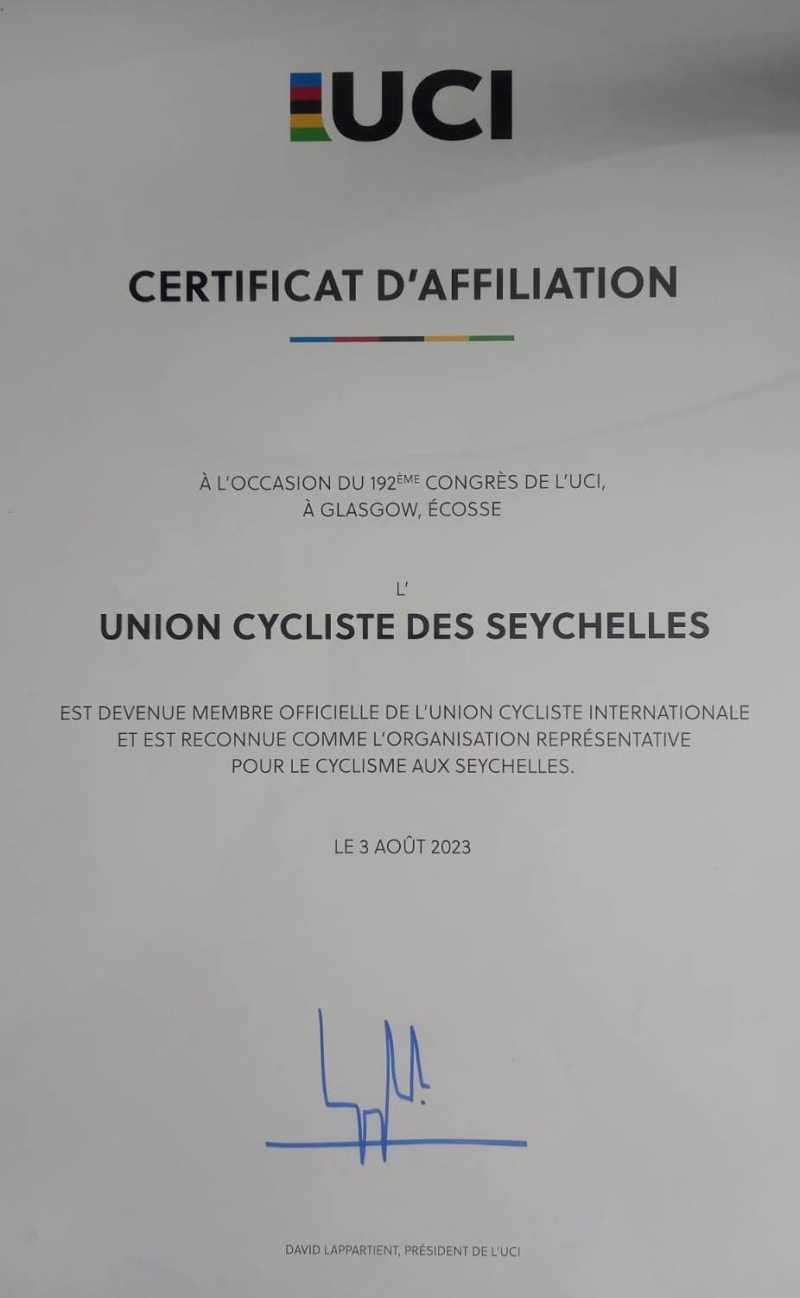 UCI
CERTIFICAT D'AFFILIATION
À L'OCCASION DU 192ÈME CONGRÈS DE L'UCI,
À GLASGOW, ÉCOSSE
L'
UNION CYCLISTE DES SEYCHELLES
EST DEVENUE MEMBRE OFFICIELLE DE L'UNION CYCLISTE INTERNATIONALE
ET EST RECONNUE COMME L'ORGANISATION REPRÉSENTATIVE
POUR LE CYCLISME AUX SEYCHELLES.
LE 3 AOÛT 2023
DAVID LAPPARTIENT, PRÉSIDENT DE L'UCI